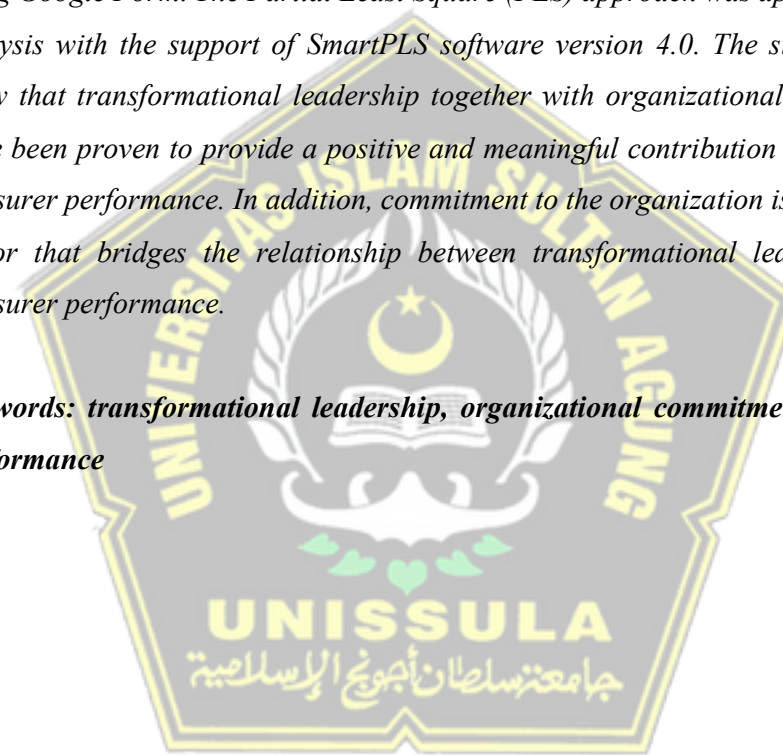 g Google Form. The Partial Least Square (PLS) approach was ap
ysis with the support of SmartPLS software version 4.0. The s
w that transformational leadership together with organizational
e been proven to provide a positive and meaningful contribution
surer performance. In addition, commitment to the organization is
or that bridges the relationship between transformational lea
surer performance.
words: transformational leadership, organizational commitme
formance
UNIVERSITAS ISLAM SULTAN AGUNG
UNISSULA
جامعة سلطان أجونج الإسلامية